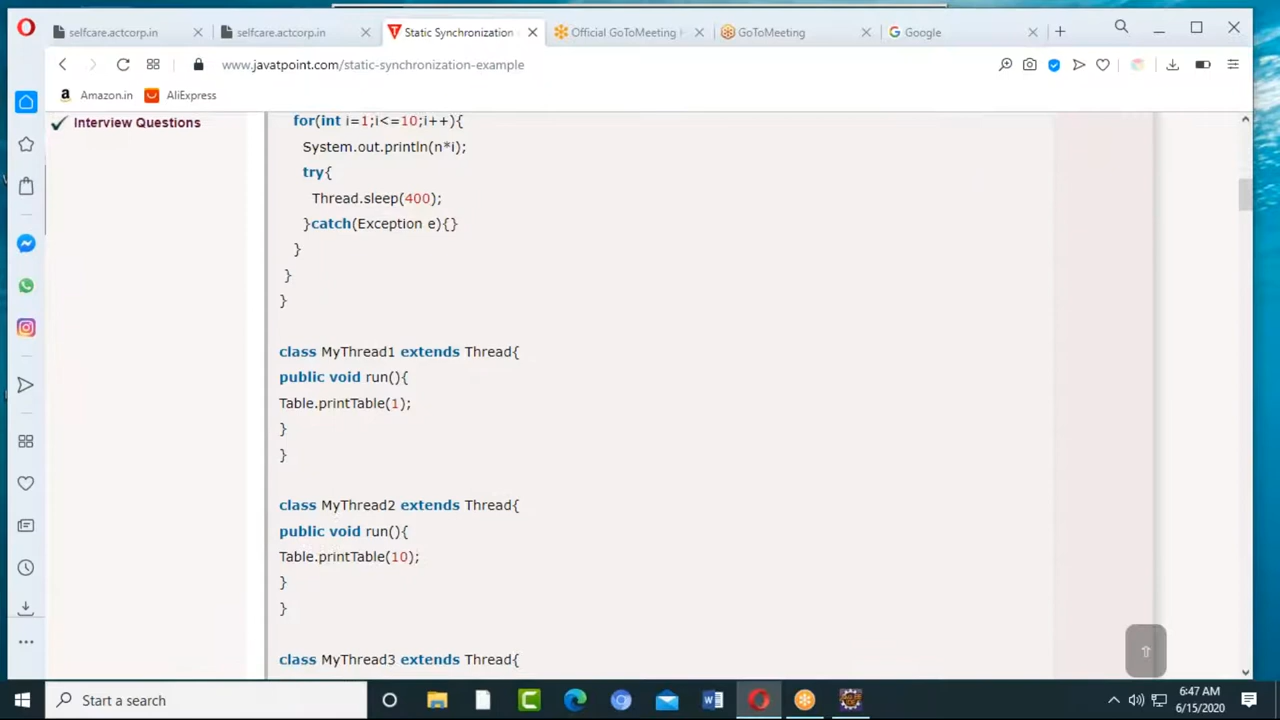 selfcare.actcorp.in
selfcare.actcorp.in
Static Synchronization
Official GoToMeeting
GoToMeeting
Google
www.javatpoint.com/static-synchronization-example
Amazon.in
AliExpress
Interview Questions
for(int i=1;i<=10;i++){
System.out.println(n*i);
try{
Thread.sleep(400);
}catch(Exception e){}
}
}
}
class MyThread1 extends Thread{
public void run(){
Table.printTable(1);
}
}
class MyThread2 extends Thread{
public void run(){
Table.printTable(10);
}
}
class MyThread3 extends Thread{
Start a search
6:47 AM
6/15/2020